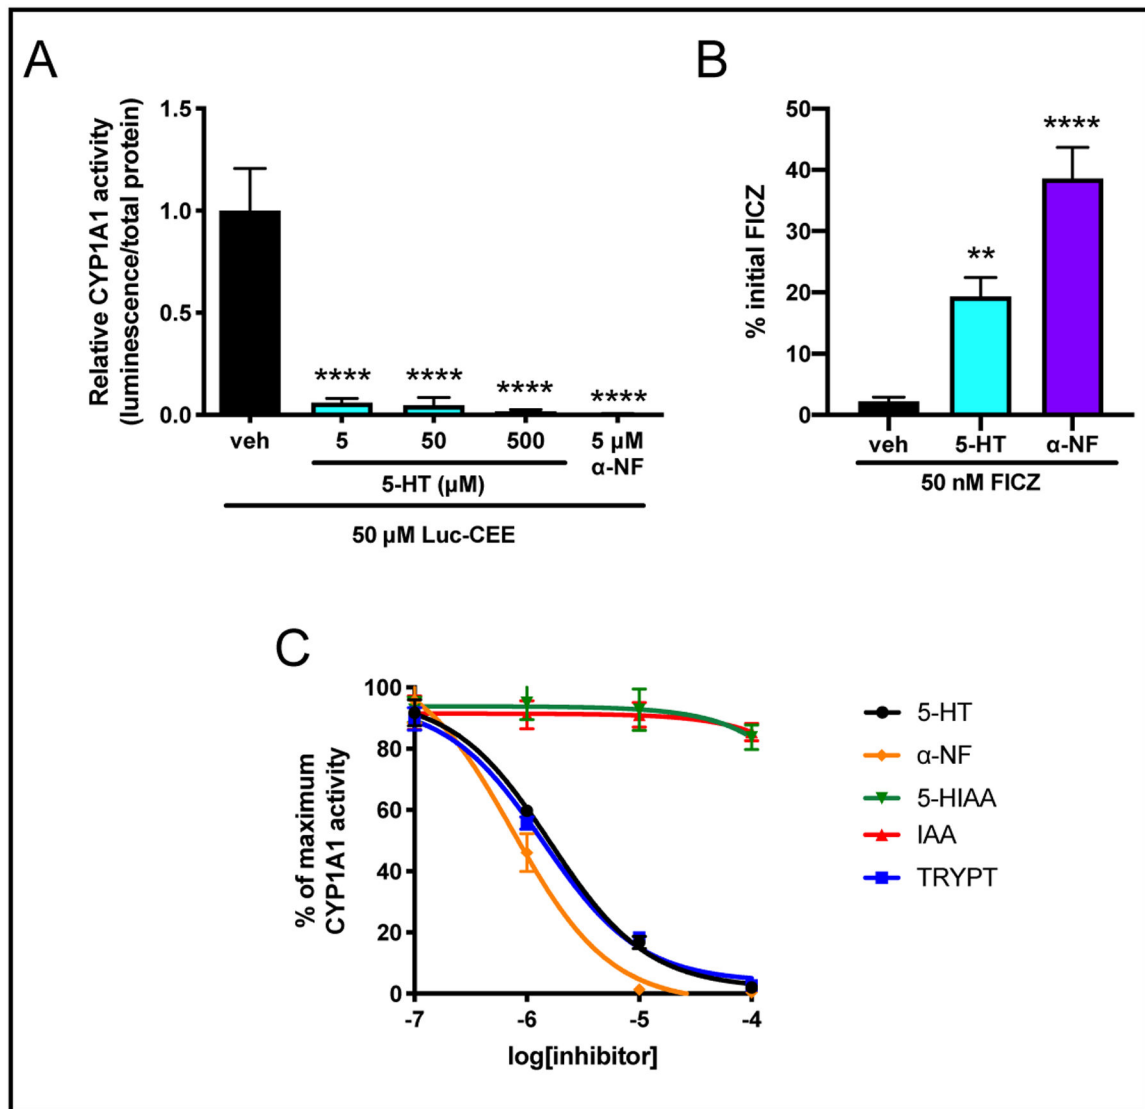 A
Relative CYP1A1 activity
(luminescence/total protein)
1.5
1.0
0.5
0.0
****
****
****
****
veh
5
50
500
5 μM
α-NF
5-HT (μM)
50 μM Luc-CEE
B
% initial FICZ
50
40
30
20
10
0
**
****
veh
5-HT
α-NF
50 nM FICZ
C
% of maximum
CYP1A1 activity
100
80
60
40
20
0
-7
-6
-5
-4
log[inhibitor]
5-HT
α-NF
5-HIAA
IAA
TRYPT